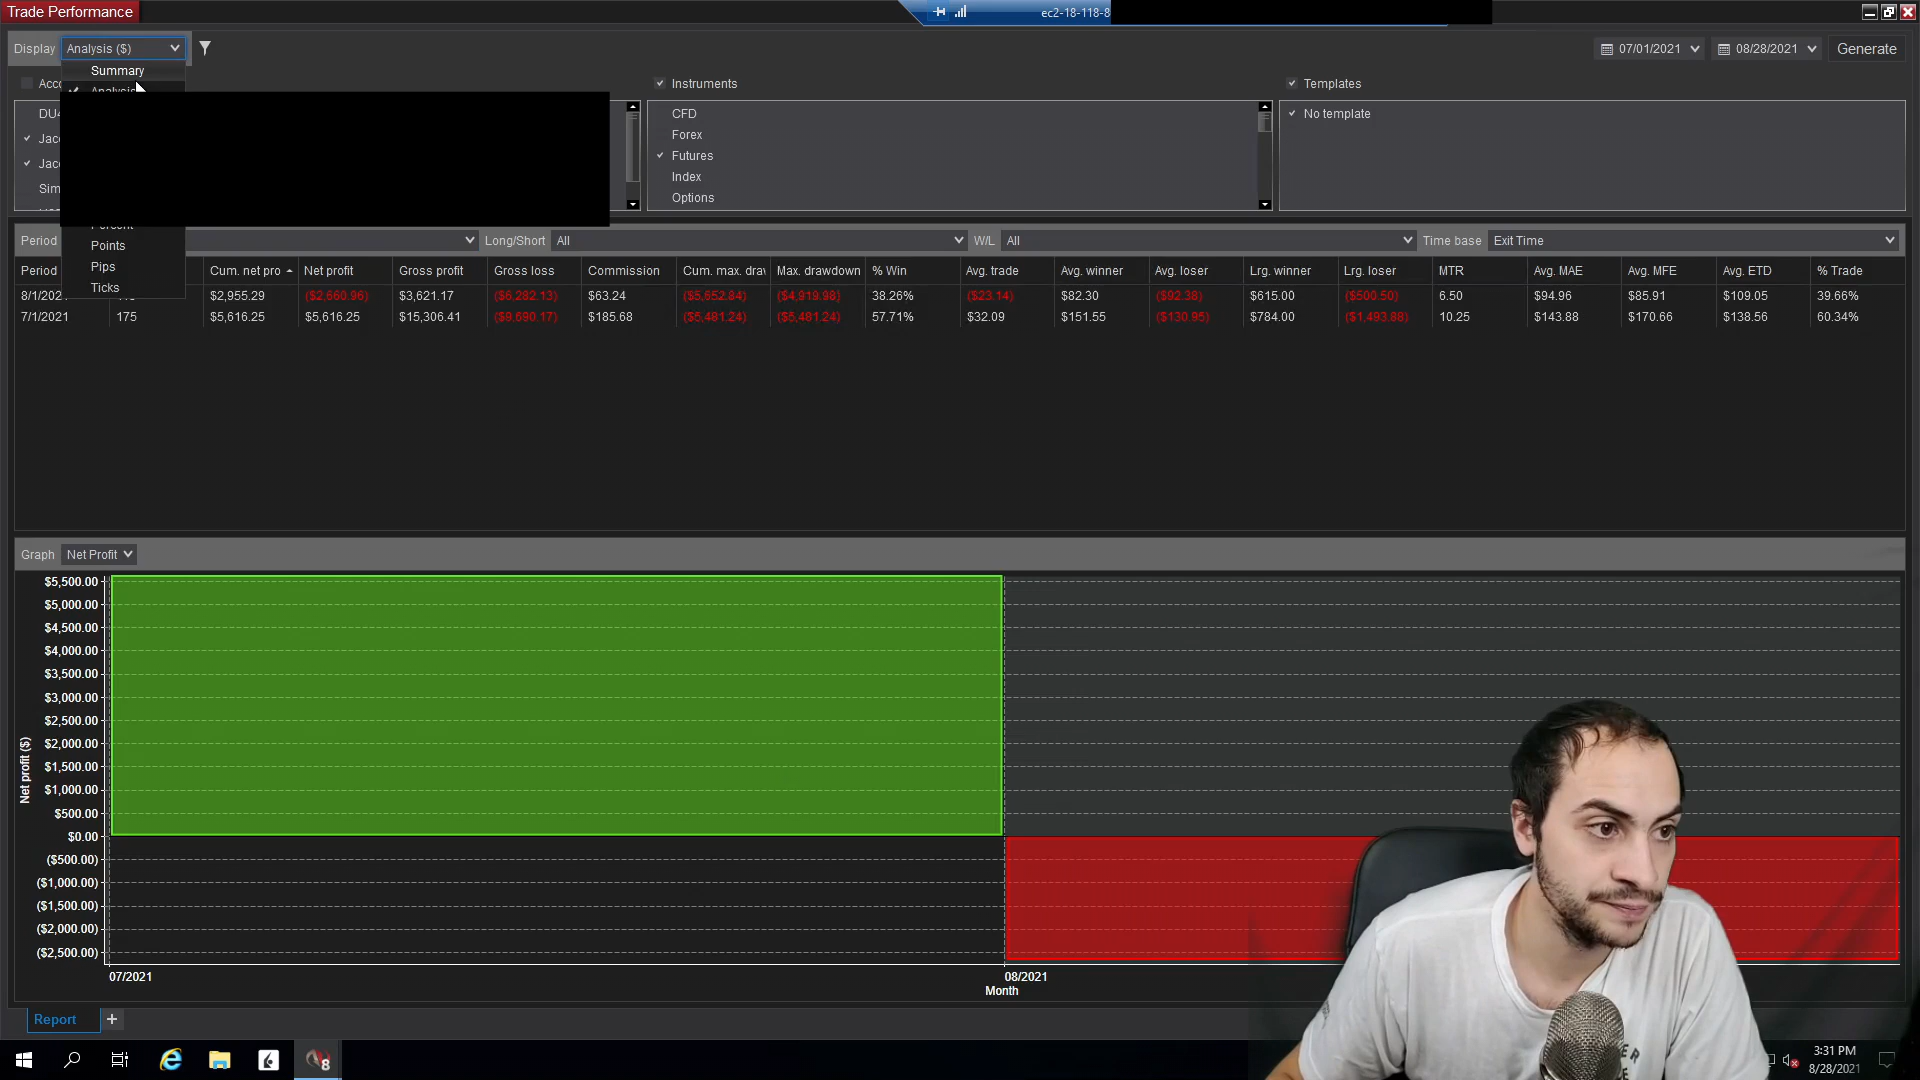 Trade Performance
ec2-18-118-8
Display Analysis ($)
07/01/2021 08/28/2021 Generate
Summary
Analysis
Instruments
Templates
CFD
Forex
Futures
Index
Options
No template
Points
Pips
Ticks
Period Long/Short All W/L All Time base Exit Time
Period Cum. net pro Net profit Gross profit Gross loss Commission Cum. max. drav Max. drawdown % Win Avg. trade Avg. winner Avg. loser Lrg. winner Lrg. loser MTR Avg. MAE Avg. MFE Avg. ETD % Trade
$2,955.29 ($2,660.96) $3,621.17 ($6,282.13) $63.24 ($5,652.84) ($4,919.98) 38.26% ($23.14) $82.30 ($92.38) $615.00 ($500.50) 6.50 $94.96 $85.91 $109.05 39.66%
7/1/2021 175 $5,616.25 $5,616.25 $15,306.41 ($9,690.17) $185.68 ($5,481.24) ($5,481.24) 57.71% $32.09 $151.55 ($130.95) $784.00 ($1,493.88) 10.25 $143.88 $170.66 $138.56 60.34%
Graph Net Profit
$5,500.00
$5,000.00
$4,500.00
$4,000.00
$3,500.00
$3,000.00
$2,500.00
$2,000.00
$1,500.00
$1,000.00
$500.00
$0.00
($500.00)
($1,000.00)
($1,500.00)
($2,000.00)
($2,500.00)
Net profit ($)
07/2021 08/2021
Month
Report +
8
3:31 PM
8/28/2021